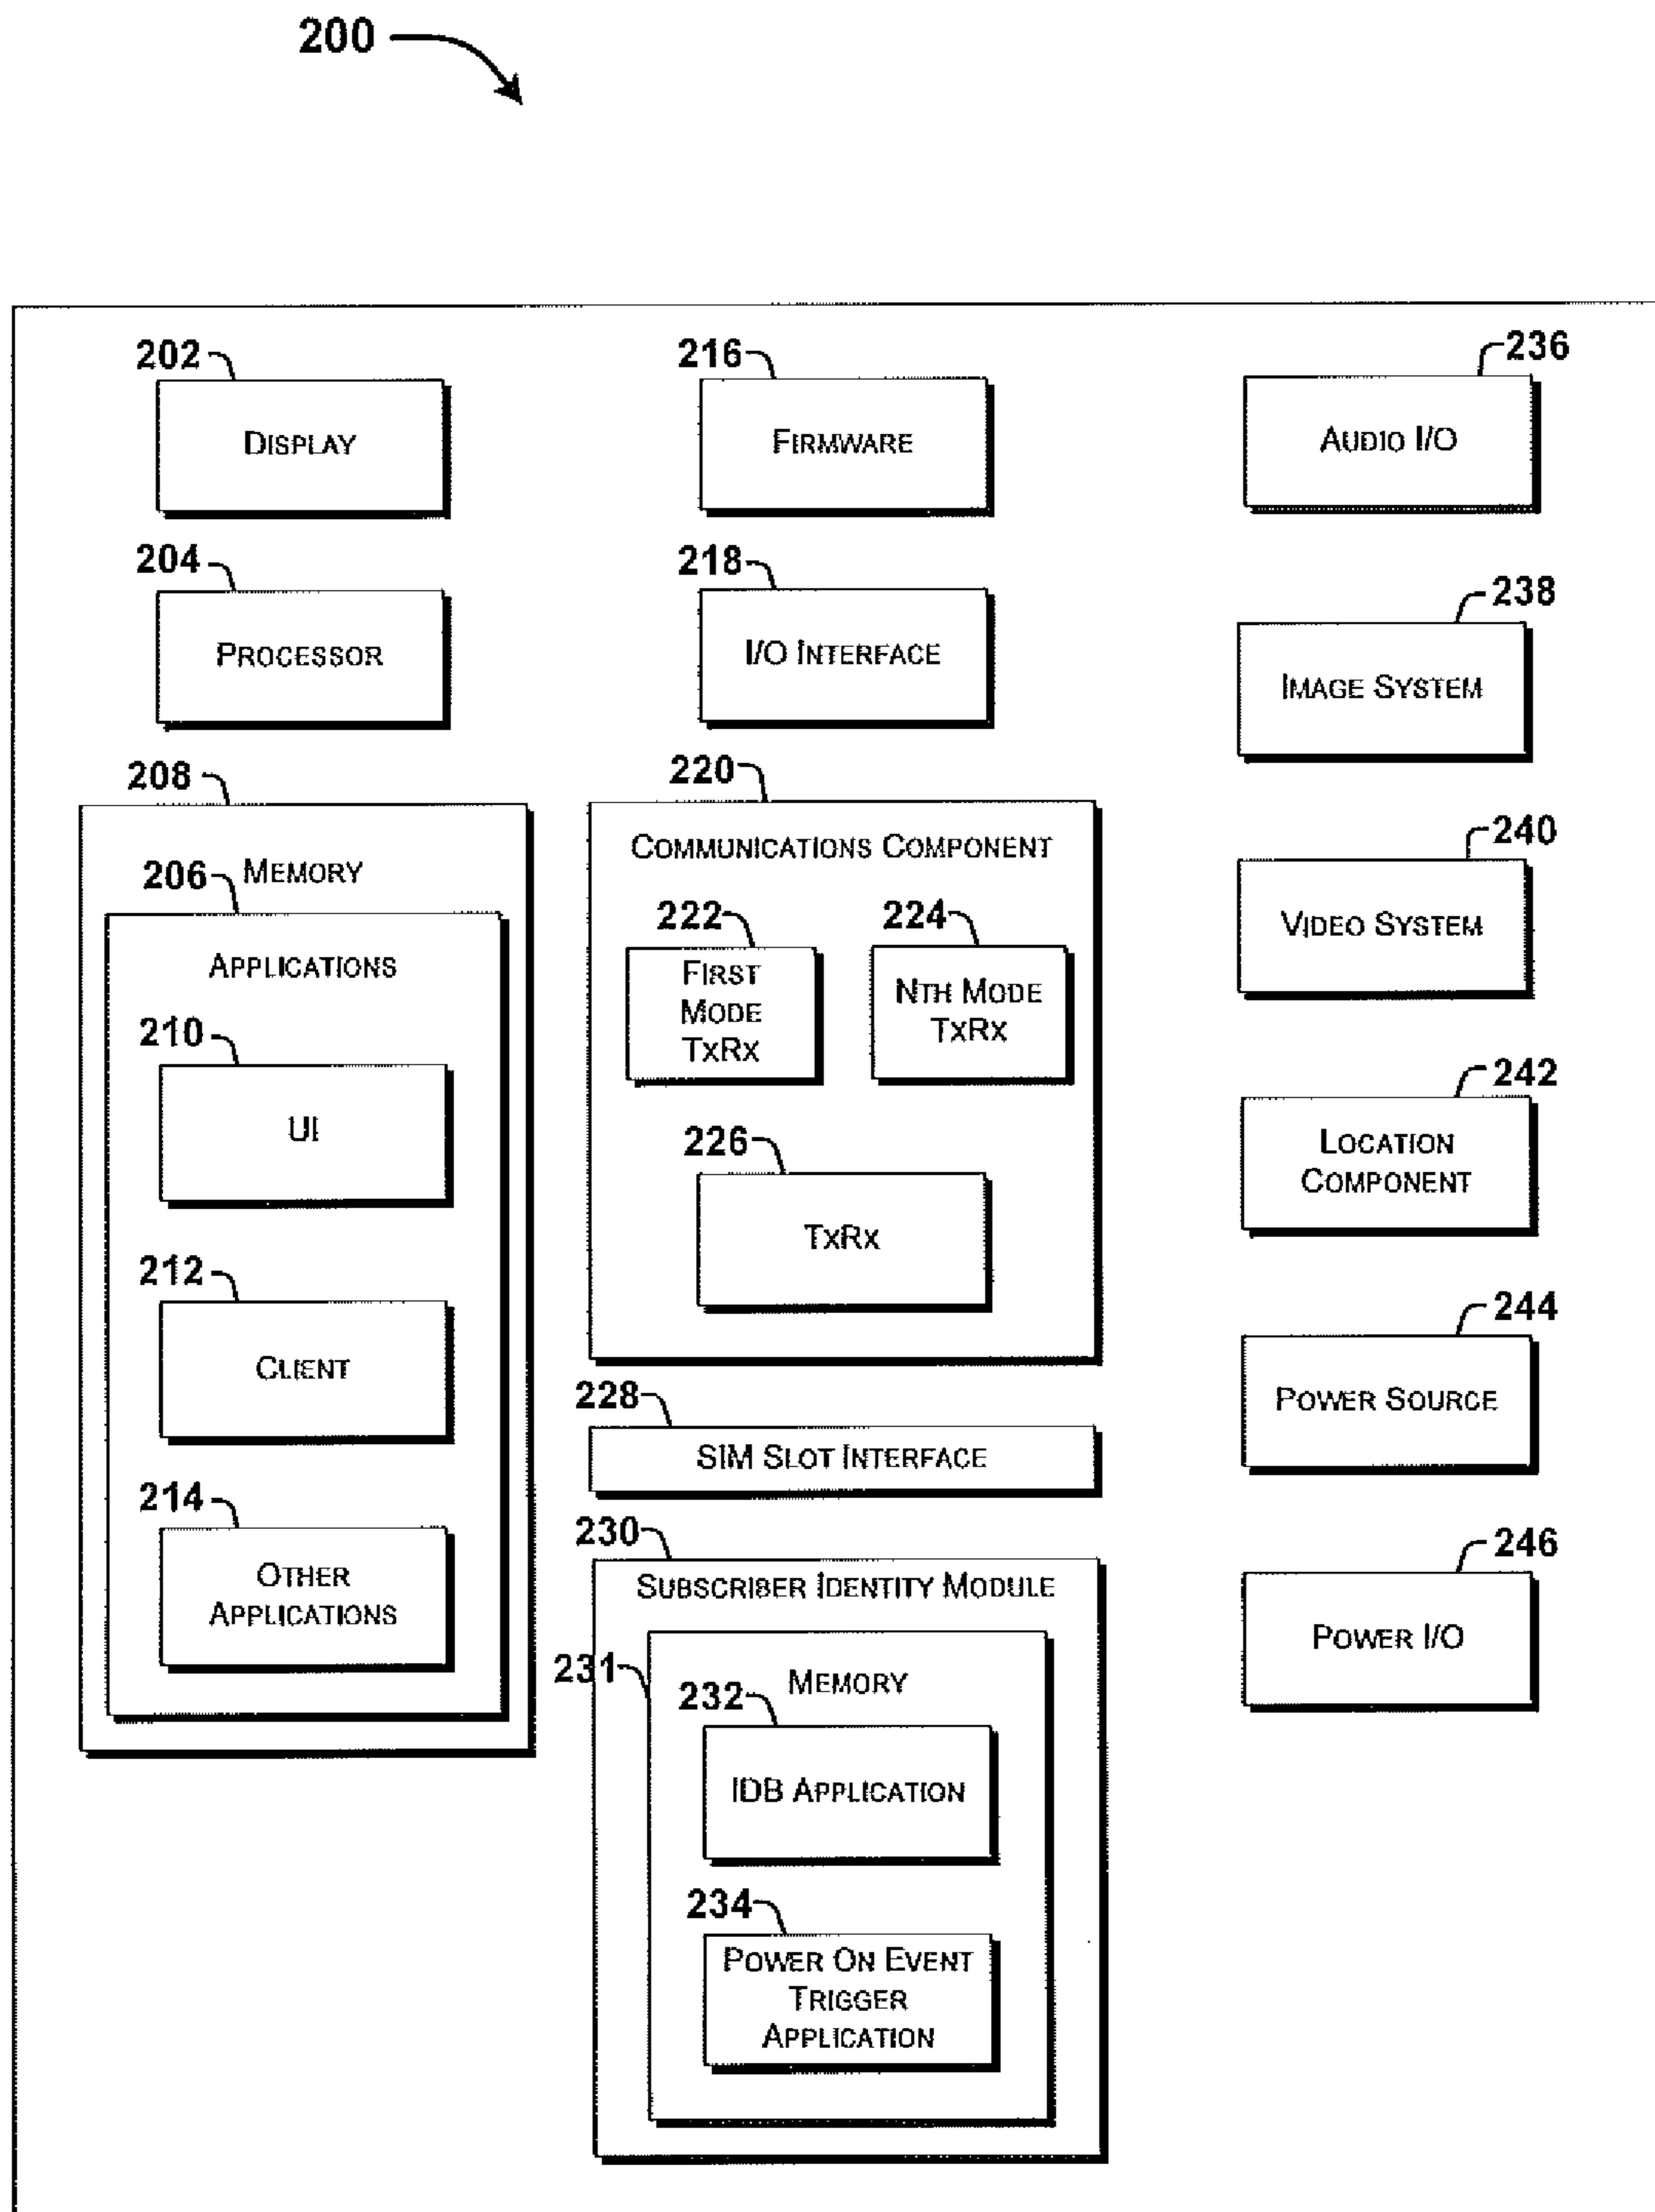 200
202
DISPLAY
204
PROCESSOR
208
MEMORY
206
APPLICATIONS
210
UI
212
CLIENT
214
OTHER
APPLICATIONS
216
FIRMWARE
218
I/O INTERFACE
220
COMMUNICATIONS COMPONENT
222
FIRST
MODE
TXRX
224
NTH MODE
TXRX
226
TXRX
228
SIM SLOT INTERFACE
230
SUBSCRIBER IDENTITY MODULE
231
MEMORY
232
IDB APPLICATION
234
POWER ON EVENT
TRIGGER
APPLICATION
236
AUDIO I/O
238
IMAGE SYSTEM
240
VIDEO SYSTEM
242
LOCATION
COMPONENT
244
POWER SOURCE
246
POWER I/O